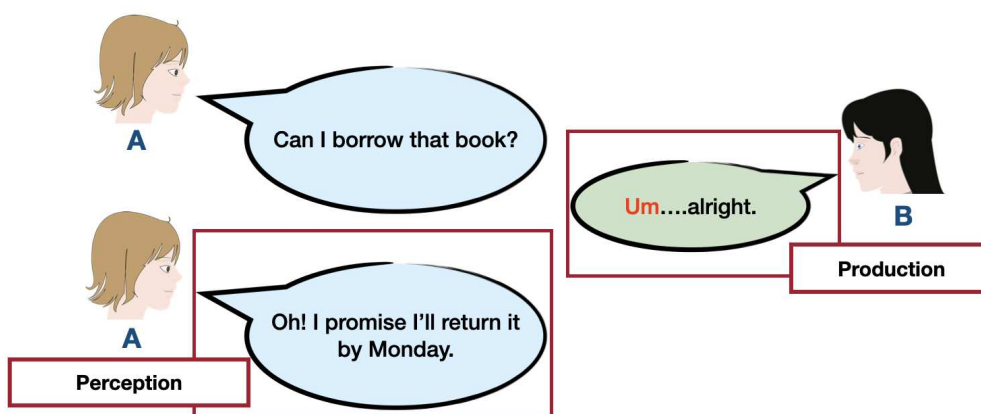 A
Can I borrow that book?
Um....alright.
B
Production
A
Oh! I promise I'll return it
by Monday.
Perception